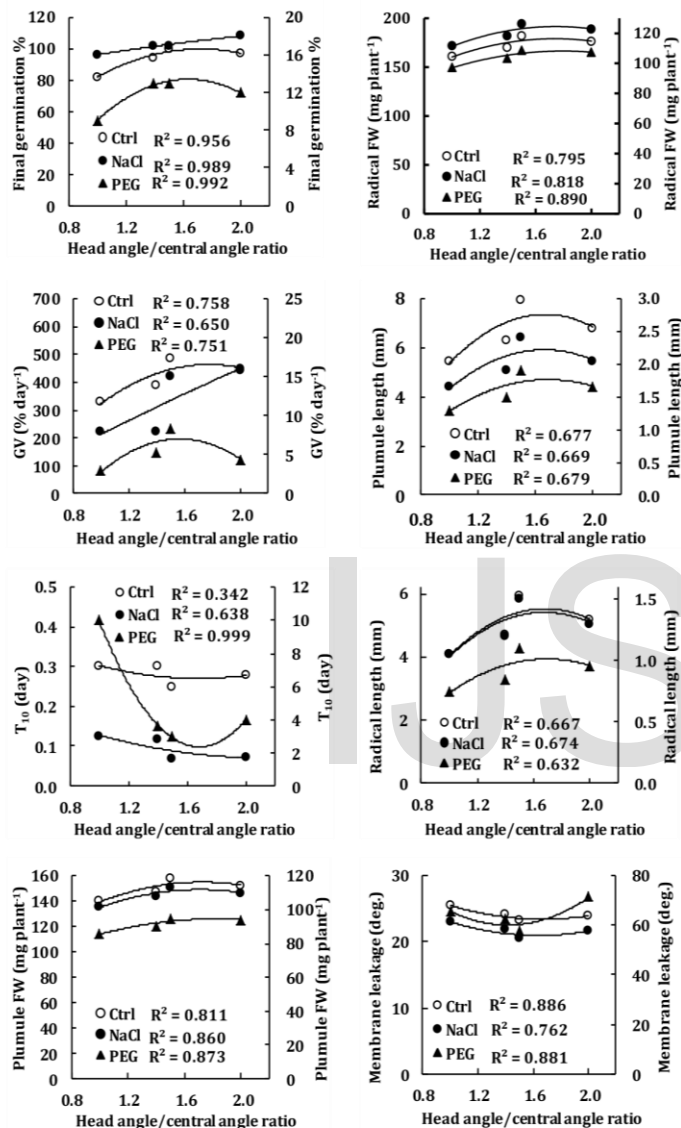 Final germination %
120
100
80
60
40
20
0
20
16
12
8
4
0
Final germination %
Ctrl R² = 0.956
NaCl R² = 0.989
PEG R² = 0.992
0.8 1.2 1.6 2.0
Head angle/central angle ratio
Radical FW (mg plant⁻¹)
200
150
100
50
0
120
100
80
60
40
20
0
Radical FW (mg plant⁻¹)
Ctrl R² = 0.795
NaCl R² = 0.818
PEG R² = 0.890
0.8 1.2 1.6 2.0
Head angle/central angle ratio
GV (% day⁻¹)
700
600
500
400
300
200
100
0
25
20
15
10
5
0
GV (% day⁻¹)
Ctrl R² = 0.758
NaCl R² = 0.650
PEG R² = 0.751
0.8 1.2 1.6 2.0
Head angle/central angle ratio
Plumule length (mm)
8
6
4
2
0
3.0
2.5
2.0
1.5
1.0
0.5
0.0
Plumule length (mm)
Ctrl R² = 0.677
NaCl R² = 0.669
PEG R² = 0.679
0.8 1.2 1.6 2.0
Head angle/central angle ratio
T₁₀ (day)
0.5
0.4
0.3
0.2
0.1
0.0
12
10
8
6
4
2
0
T₁₀ (day)
Ctrl R² = 0.342
NaCl R² = 0.638
PEG R² = 0.999
0.8 1.2 1.6 2.0
Head angle/central angle ratio
Radical length (mm)
6
4
2
0
1.5
1.0
0.5
0.0
Radical length (mm)
Ctrl R² = 0.667
NaCl R² = 0.674
PEG R² = 0.632
0.8 1.2 1.6 2.0
Head angle/central angle ratio
IJS
Plumule FW (mg plant⁻¹)
160
140
120
100
80
60
40
20
0
120
100
80
60
40
20
0
Plumule FW (mg plant⁻¹)
Ctrl R² = 0.811
NaCl R² = 0.860
PEG R² = 0.873
0.8 1.2 1.6 2.0
Head angle/central angle ratio
Membrane leakage (deg.)
30
20
10
0
80
60
40
20
0
Membrane leakage (deg.)
Ctrl R² = 0.886
NaCl R² = 0.762
PEG R² = 0.881
0.8 1.2 1.6 2.0
Head angle/central angle ratio